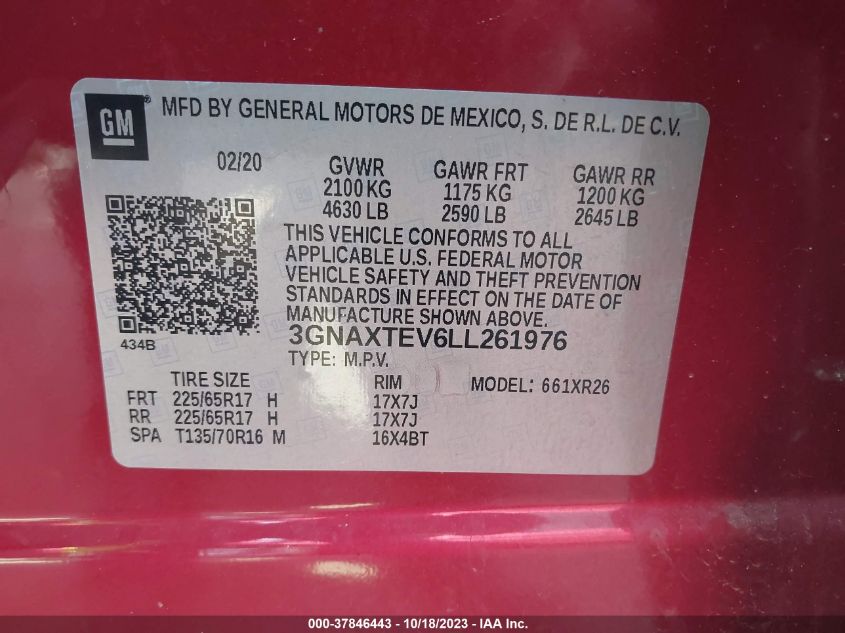 GM ® MFD BY GENERAL MOTORS DE MEXICO, S. DE R.L. DE C.V.
02/20 GVWR GAWR FRT GAWR RR
2100 KG 1175 KG 1200 KG
4630 LB 2590 LB 2645 LB
THIS VEHICLE CONFORMS TO ALL
APPLICABLE U.S. FEDERAL MOTOR
VEHICLE SAFETY AND THEFT PREVENTION
STANDARDS IN EFFECT ON THE DATE OF
MANUFACTURE SHOWN ABOVE.
434B 3GNAXTEV6LL261976
TYPE: M.P.V.
TIRE SIZE RIM MODEL: 661XR26
FRT 225/65R17 H 17X7J
RR 225/65R17 H 17X7J
SPA T135/70R16 M 16X4BT
000-37846443 - 10/18/2023 - IAA Inc.